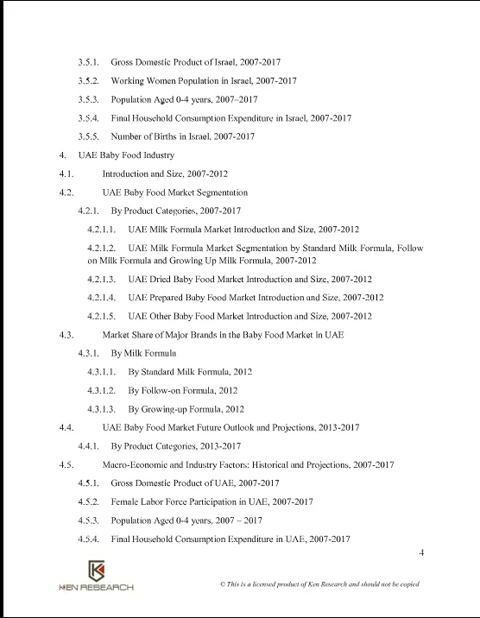 3.5.1. Gross Domestic Product of Israel, 2007-2017
3.5.2. Working Women Population in Israel, 2007-2017
3.5.3. Population Aged 0-4 years, 2007–2017
3.5.4. Final Household Consumption Expenditure in Israel, 2007-2017
3.5.5. Number of Births in Israel, 2007-2017
4. UAE Baby Food Industry
4.1. Introduction and Size, 2007-2012
4.2. UAE Baby Food Market Segmentation
4.2.1. By Product Categories, 2007-2017
4.2.1.1. UAE Milk Formula Market Introduction and Size, 2007-2012
4.2.1.2. UAE Milk Formula Market Segmentation by Standard Milk Formula, Follow
on Milk Formula and Growing Up Milk Formula, 2007-2012
4.2.1.3. UAE Dried Baby Food Market Introduction and Size, 2007-2012
4.2.1.4. UAE Prepared Baby Food Market Introduction and Size, 2007-2012
4.2.1.5. UAE Other Baby Food Market Introduction and Size, 2007-2012
4.3. Market Share of Major Brands in the Baby Food Market in UAE
4.3.1. By Milk Formula
4.3.1.1. By Standard Milk Formula, 2012
4.3.1.2. By Follow-on Formula, 2012
4.3.1.3. By Growing-up Formula, 2012
4.4. UAE Baby Food Market Future Outlook and Projections, 2013-2017
4.4.1. By Product Categories, 2013-2017
4.5. Macro-Economic and Industry Factors: Historical and Projections, 2007-2017
4.5.1. Gross Domestic Product of UAE, 2007-2017
4.5.2. Female Labor Force Participation in UAE, 2007-2017
4.5.3. Population Aged 0-4 years, 2007 – 2017
4.5.4. Final Household Consumption Expenditure in UAE, 2007-2017
4
KEN RESEARCH
© This is a licensed product of Ken Research and should not be copied